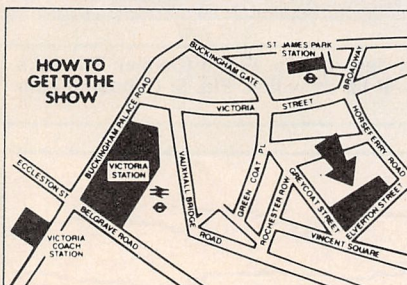 HOW TO
GET TO THE
SHOW
BUCKINGHAM GATE
ST JAMES PARK
STATION
BROADWAY
BUCKINGHAM PALACE ROAD
VICTORIA
STREET
HORSEFERRY ROAD
ECCLESTON ST
VICTORIA
STATION
VAUXHALL BRIDGE
ROAD
GREEN COAT PL
ROCHESTER ROW
GREYCOAT STREET
ELVERTON STREET
BELGRAVE ROAD
VINCENT SQUARE
VICTORIA
COACH
STATION